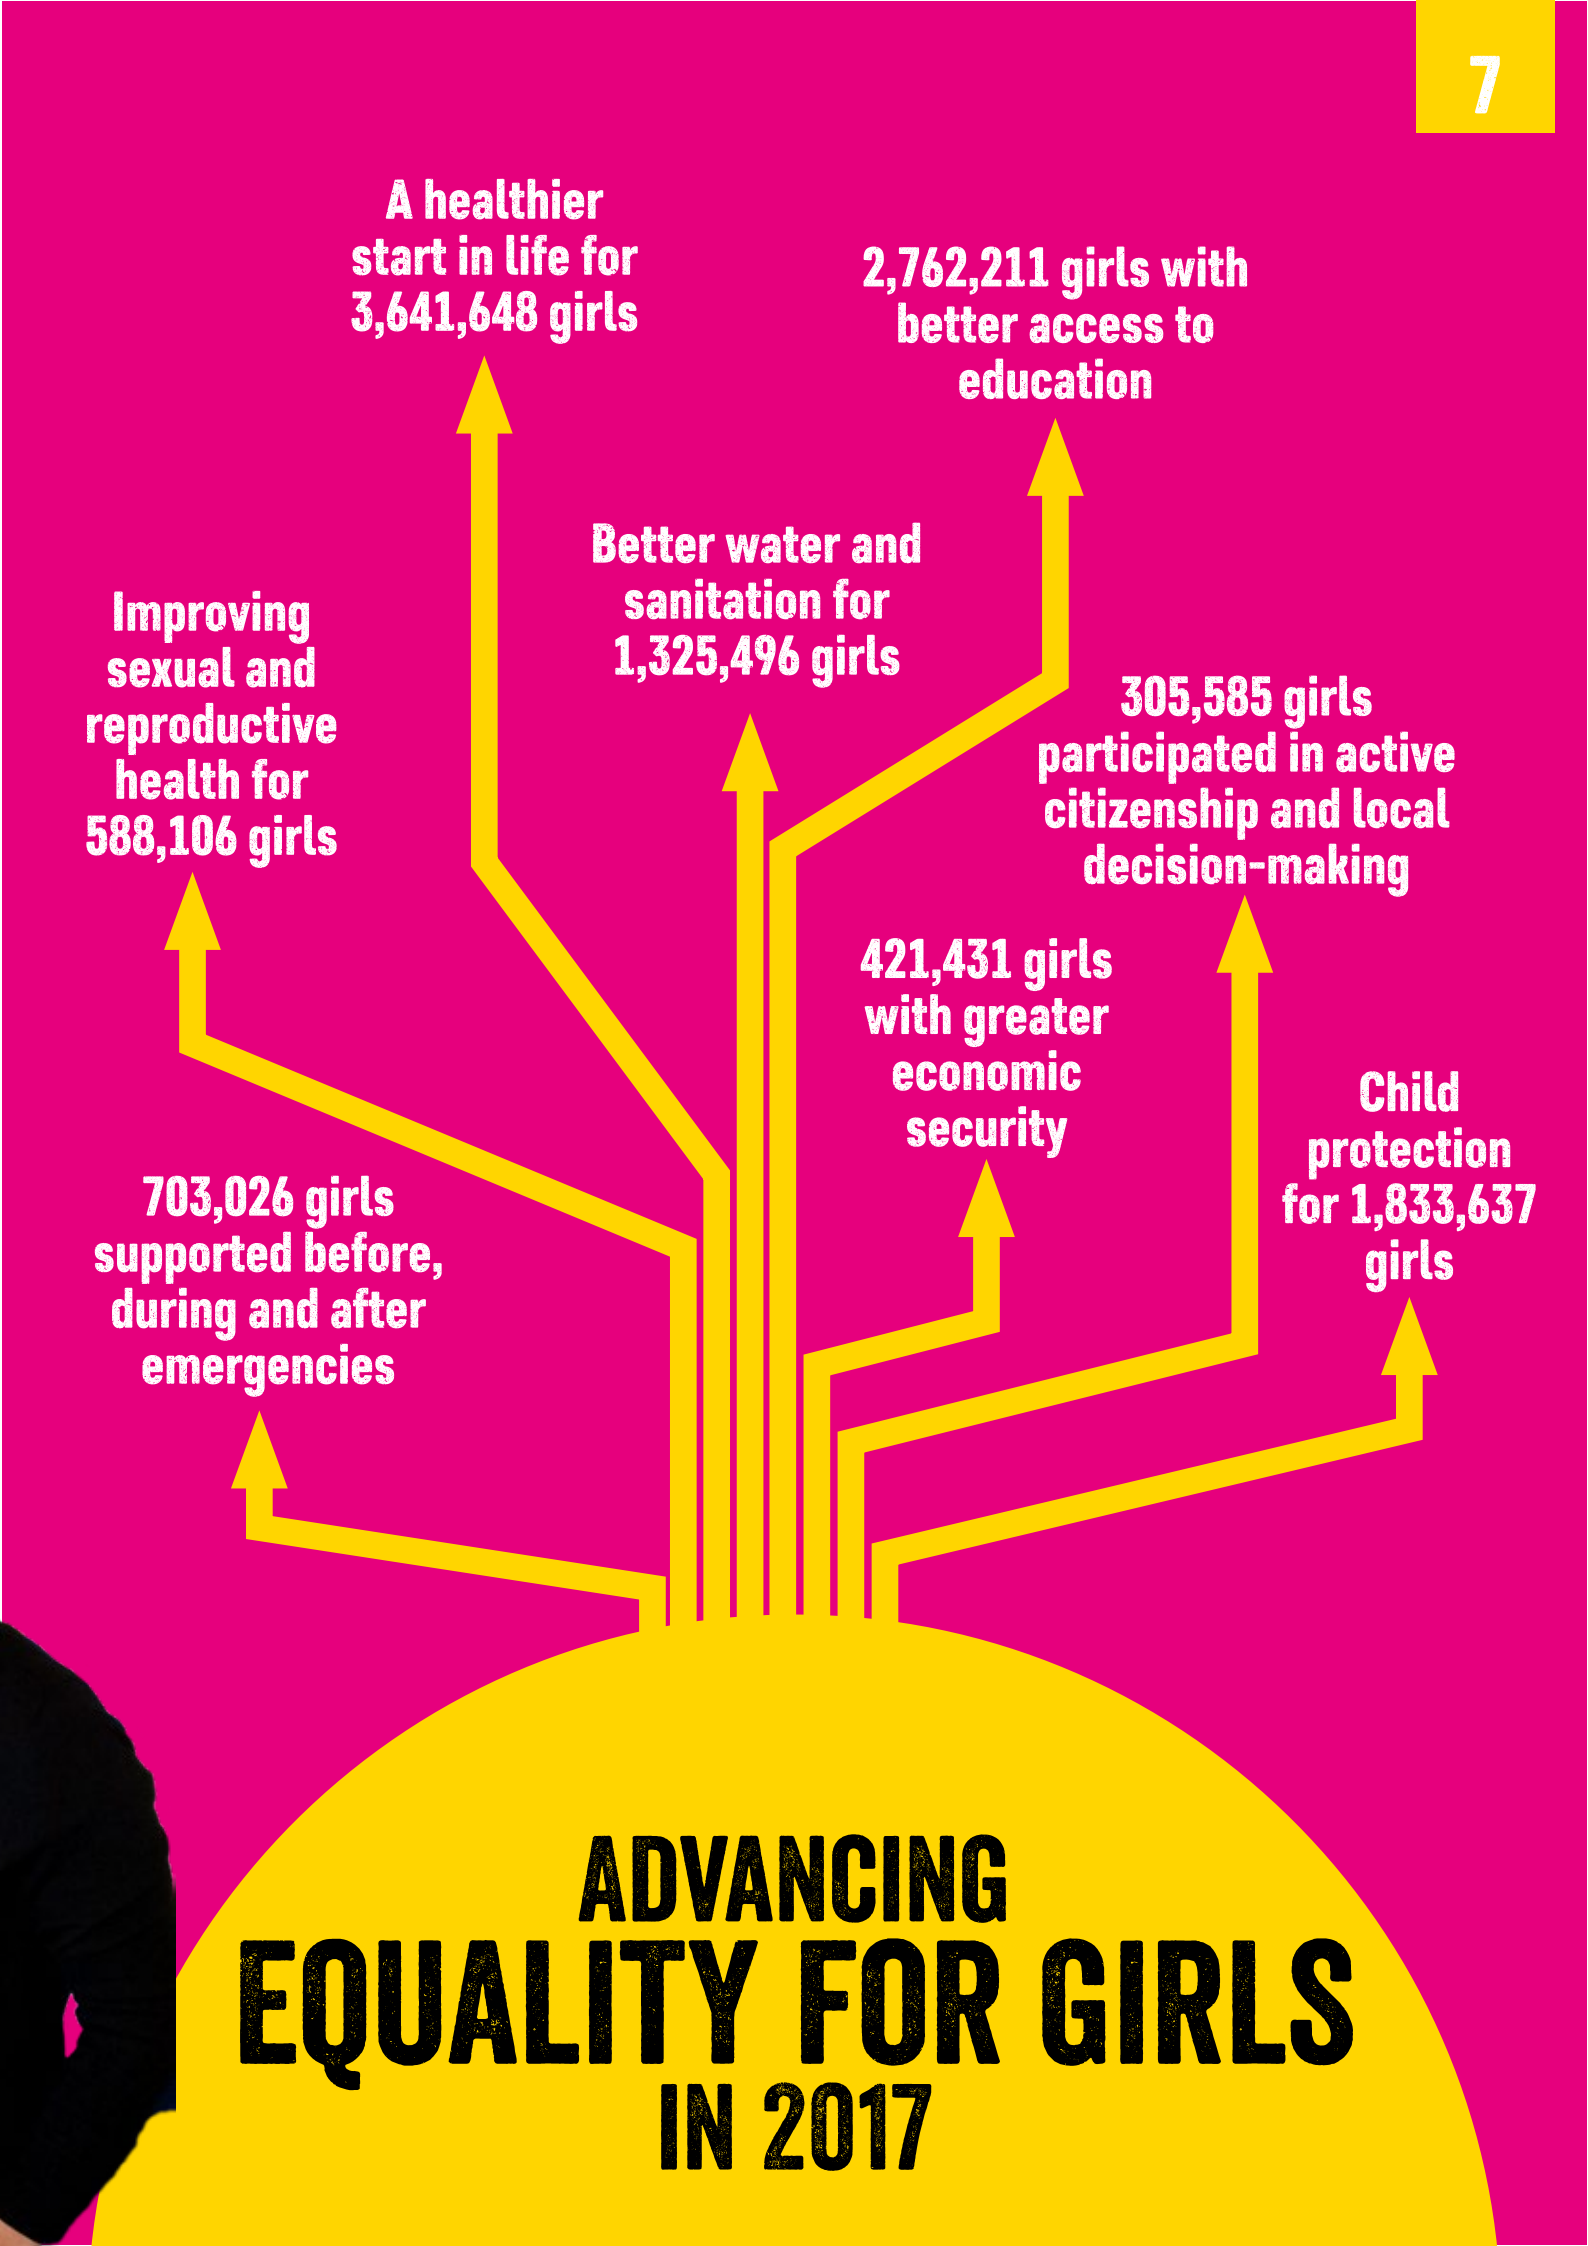 7
A healthier
start in life for
3,641,648 girls
2,762,211 girls with
better access to
education
Better water and
sanitation for
1,325,496 girls
Improving
sexual and
reproductive
health for
588,106 girls
305,585 girls
participated in active
citizenship and local
decision-making
421,431 girls
with greater
economic
security
Child
protection
for 1,833,637
girls
703,026 girls
supported before,
during and after
emergencies
ADVANCING
EQUALITY FOR GIRLS
IN 2017